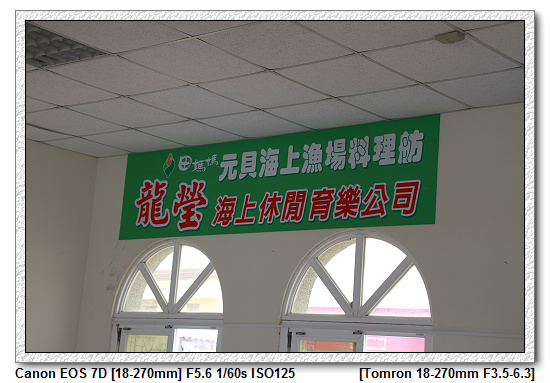 田媽媽 元貝海上漁場料理舫
龍瑩 海上休閒育樂公司
Canon EOS 7D [18-270mm] F5.6 1/60s ISO125 [Tomron 18-270mm F3.5-6.3]